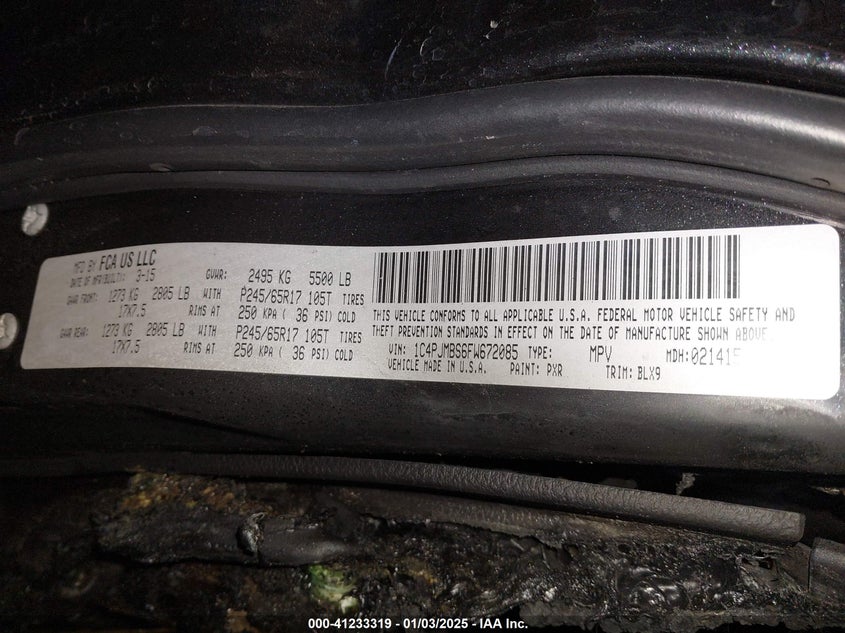 MFD BY FCA US LLC
DATE OF MFR(BUILT): 3-15 GVWR: 2495 KG 5500 LB
GAWR FRONT: 1273 KG 2805 LB WITH P245/65R17 105T TIRES
17X7.5 RIMS AT 250 KPA ( 36 PSI) COLD
GAWR REAR: 1273 KG 2805 LB WITH P245/65R17 105T TIRES
17X7.5 RIMS AT 250 KPA ( 36 PSI) COLD
THIS VEHICLE CONFORMS TO ALL APPLICABLE U.S.A. FEDERAL MOTOR VEHICLE SAFETY AND
THEFT PREVENTION STANDARDS IN EFFECT ON THE DATE OF MANUFACTURE SHOWN ABOVE.
VIN: 1C4PJMBS6FW672085 TYPE: MPV MDH:021415
VEHICLE MADE IN U.S.A. PAINT: PXR TRIM: BLX9
000-41233319 - 01/03/2025 - IAA Inc.